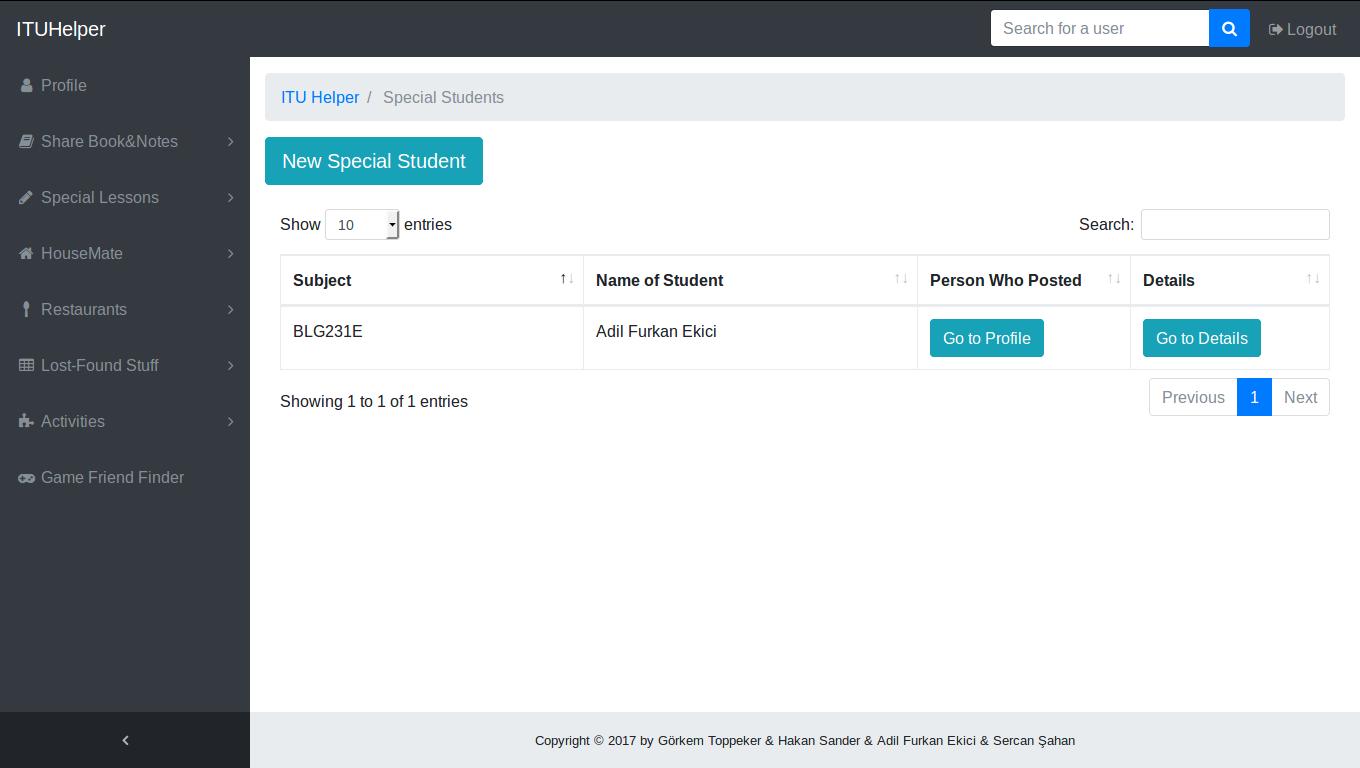 ITUHelper
Search for a user
Logout
Profile
Share Book&Notes
Special Lessons
HouseMate
Restaurants
Lost-Found Stuff
Activities
Game Friend Finder
ITU Helper / Special Students
New Special Student
Show 10 entries
Search:
Subject Name of Student Person Who Posted Details
BLG231E Adil Furkan Ekici Go to Profile Go to Details
Showing 1 to 1 of 1 entries
Previous 1 Next
Copyright © 2017 by Görkem Toppeker & Hakan Sander & Adil Furkan Ekici & Sercan Şahan